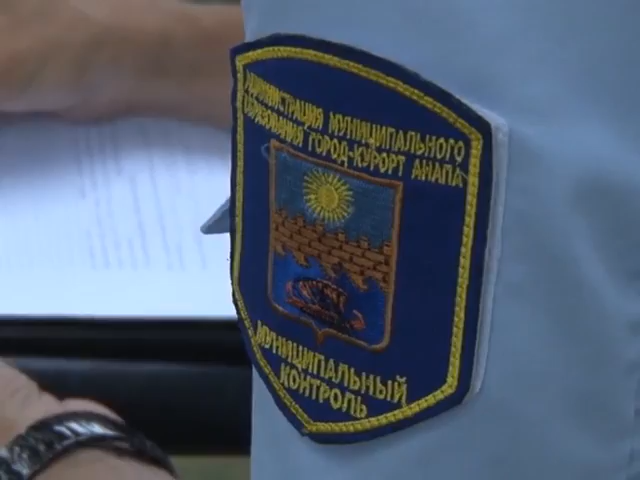 АДМИНИСТРАЦИЯ МУНИЦИПАЛЬНОГО
ОБРАЗОВАНИЯ ГОРОД-КУРОРТ АНАПА
МУНИЦИПАЛЬНЫЙ
КОНТРОЛЬ